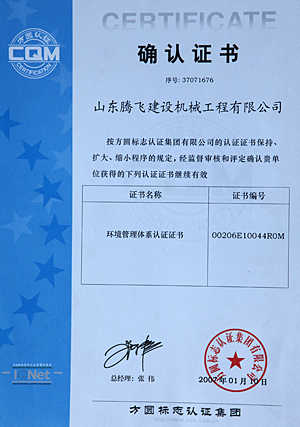 CERTIFICATE
方圆认证
CQM
CERTIFICATION
确认证书
序号: 37071676
山东腾飞建设机械工程有限公司
按方圆标志认证集团有限公司的认证证书保持、
扩大、缩小程序的规定, 经监督审核和评定确认贵单
位获得的下列认证证书继续有效
证书名称
证书编号
环境管理体系认证证书
00206E10044R0M
IQNet
方圆标志认证集团有限公司
总经理: 张伟
2007年01月10日
方圆标志认证集团